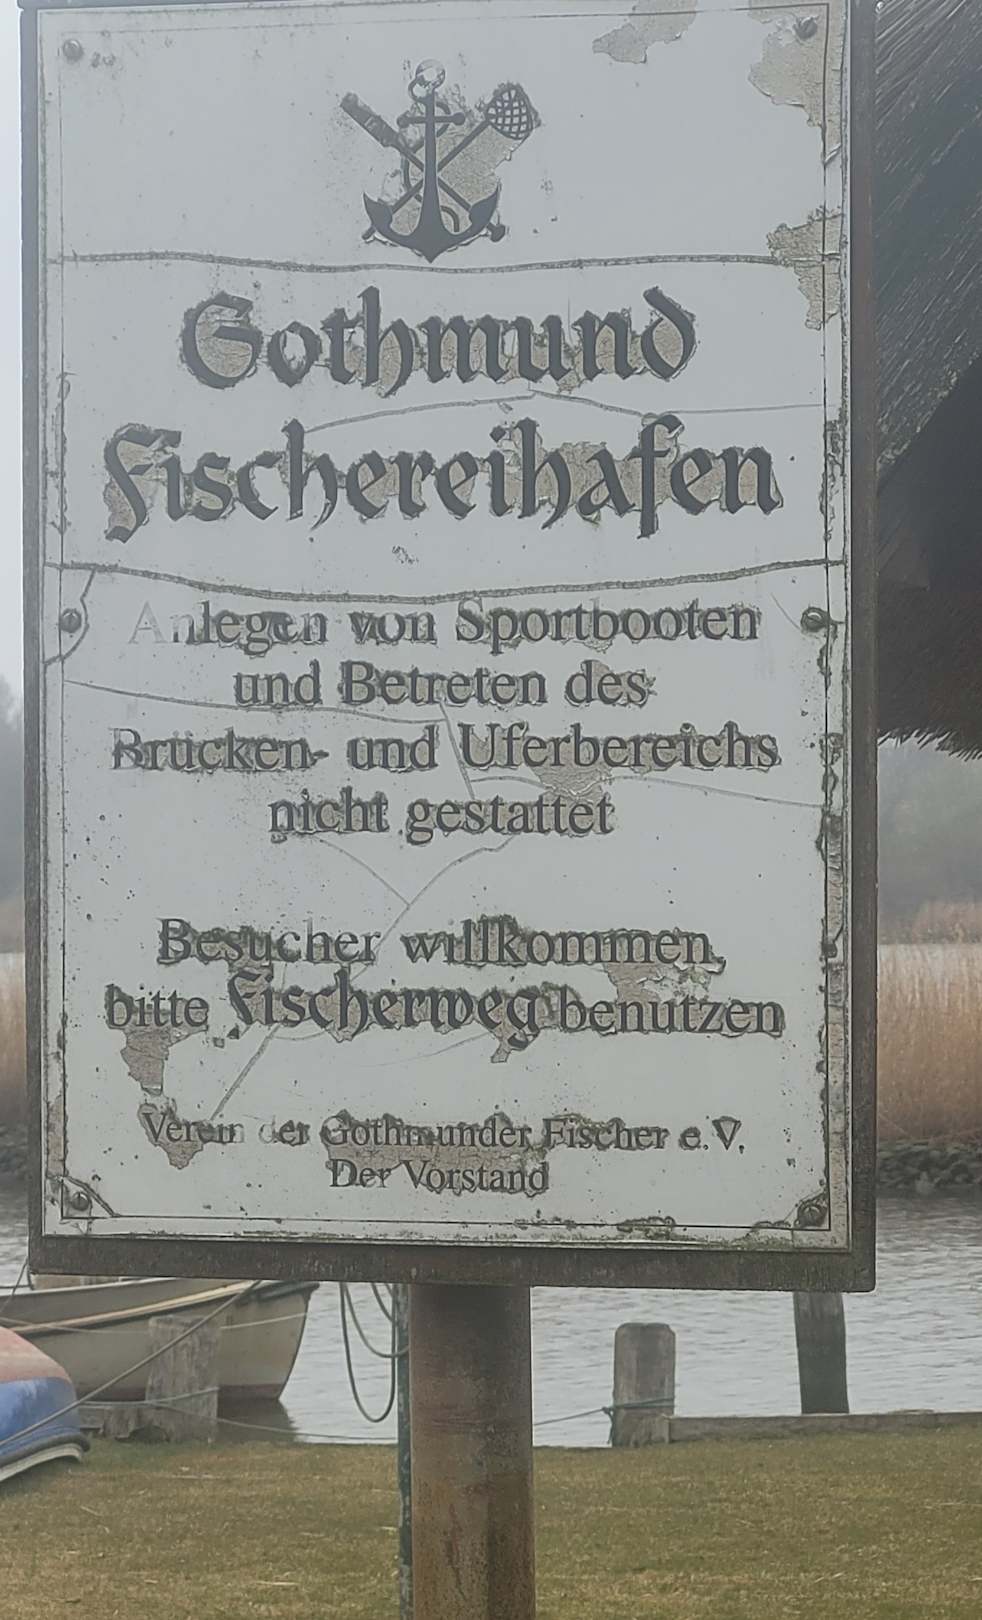 Gothmund
Fischereihafen
Anlegen von Sportbooten
und Betreten des
Brücken- und Uferbereichs
nicht gestattet
Besucher willkommen,
bitte Fischerweg benutzen
Verein der Gothmunder Fischer e.V.
Der Vorstand